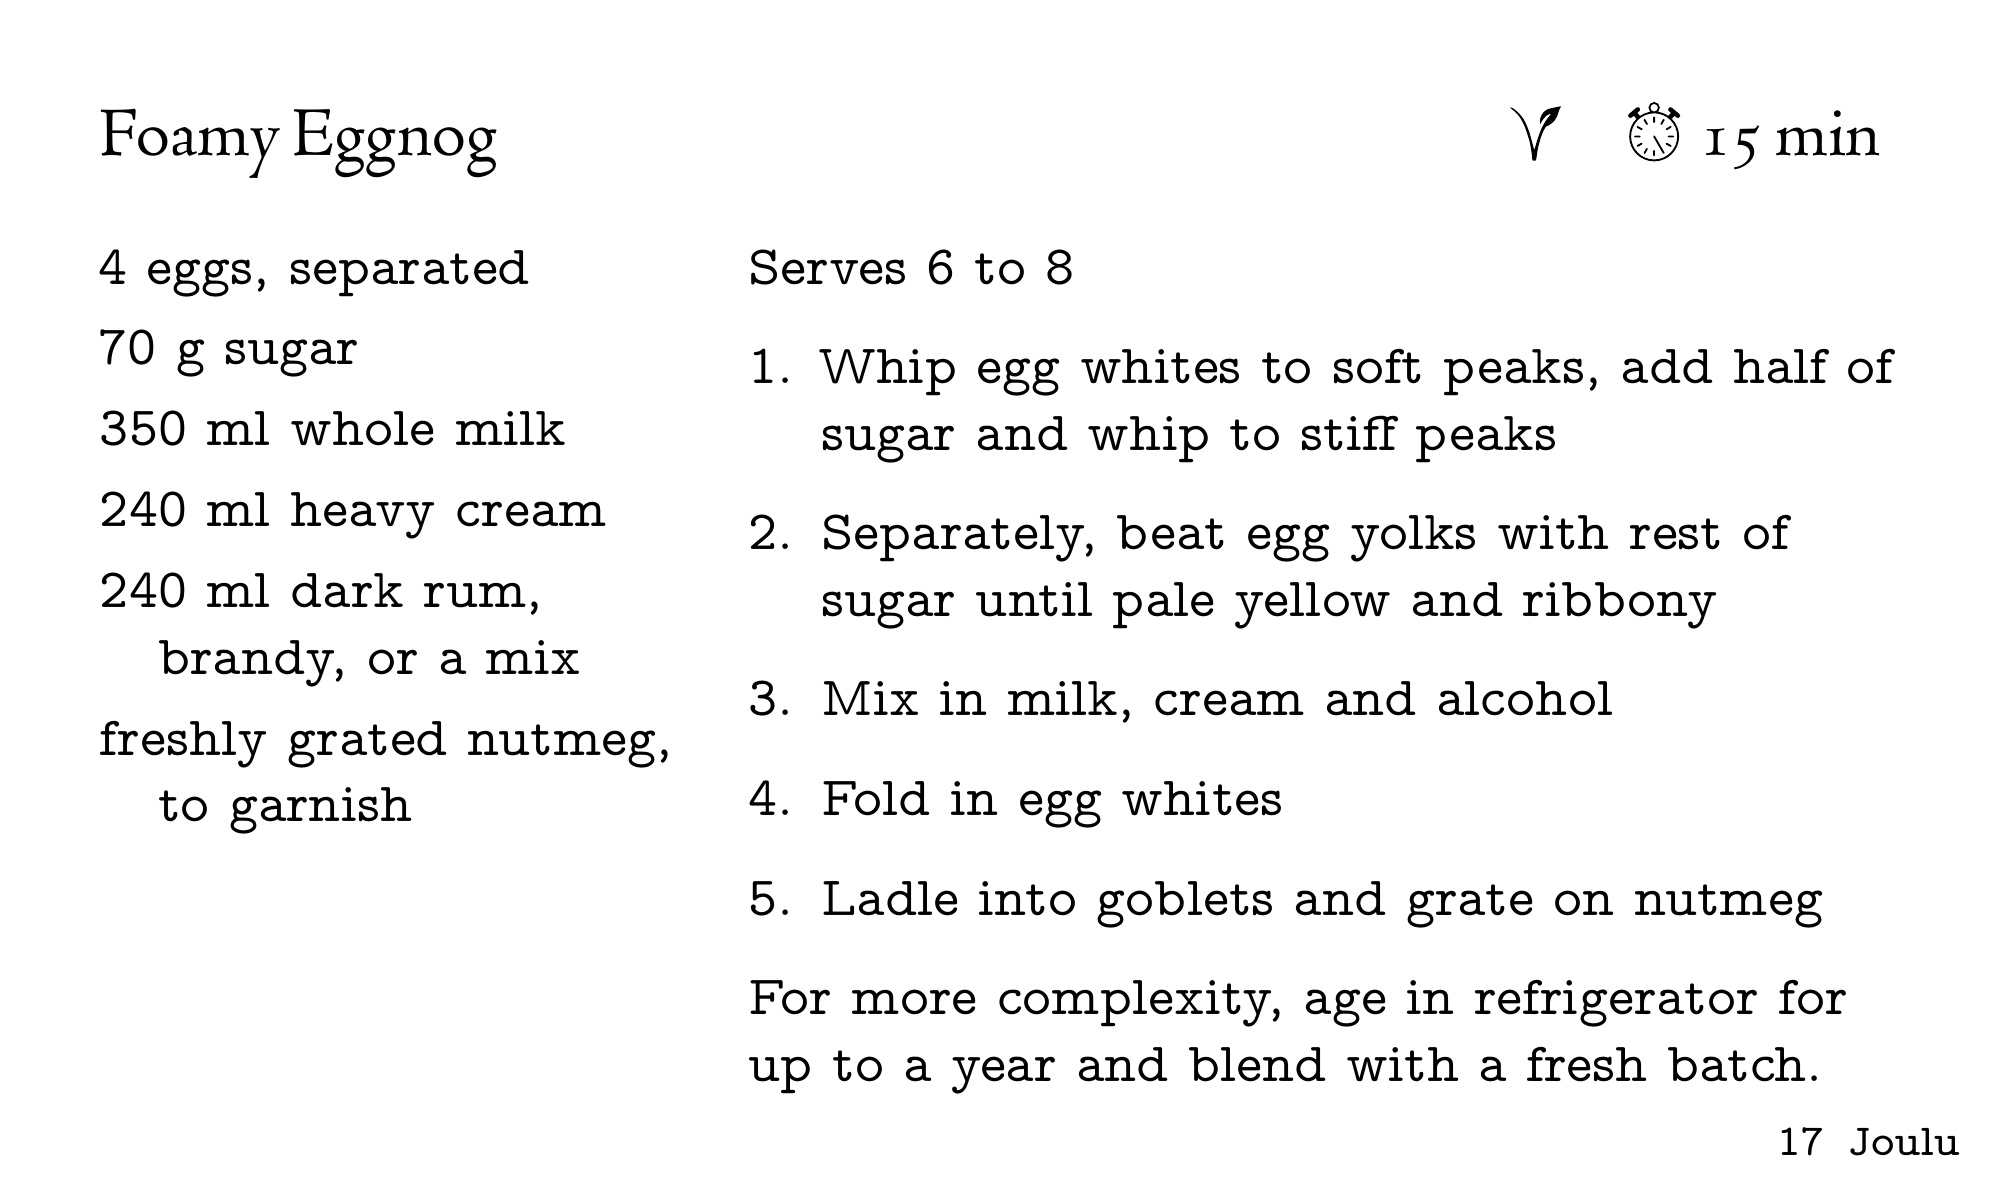 Foamy Eggnog
15 min
4 eggs, separated
70 g sugar
350 ml whole milk
240 ml heavy cream
240 ml dark rum,
brandy, or a mix
freshly grated nutmeg,
to garnish
Serves 6 to 8
1. Whip egg whites to soft peaks, add half of
sugar and whip to stiff peaks
2. Separately, beat egg yolks with rest of
sugar until pale yellow and ribbony
3. Mix in milk, cream and alcohol
4. Fold in egg whites
5. Ladle into goblets and grate on nutmeg
For more complexity, age in refrigerator for
up to a year and blend with a fresh batch.
17 Joulu